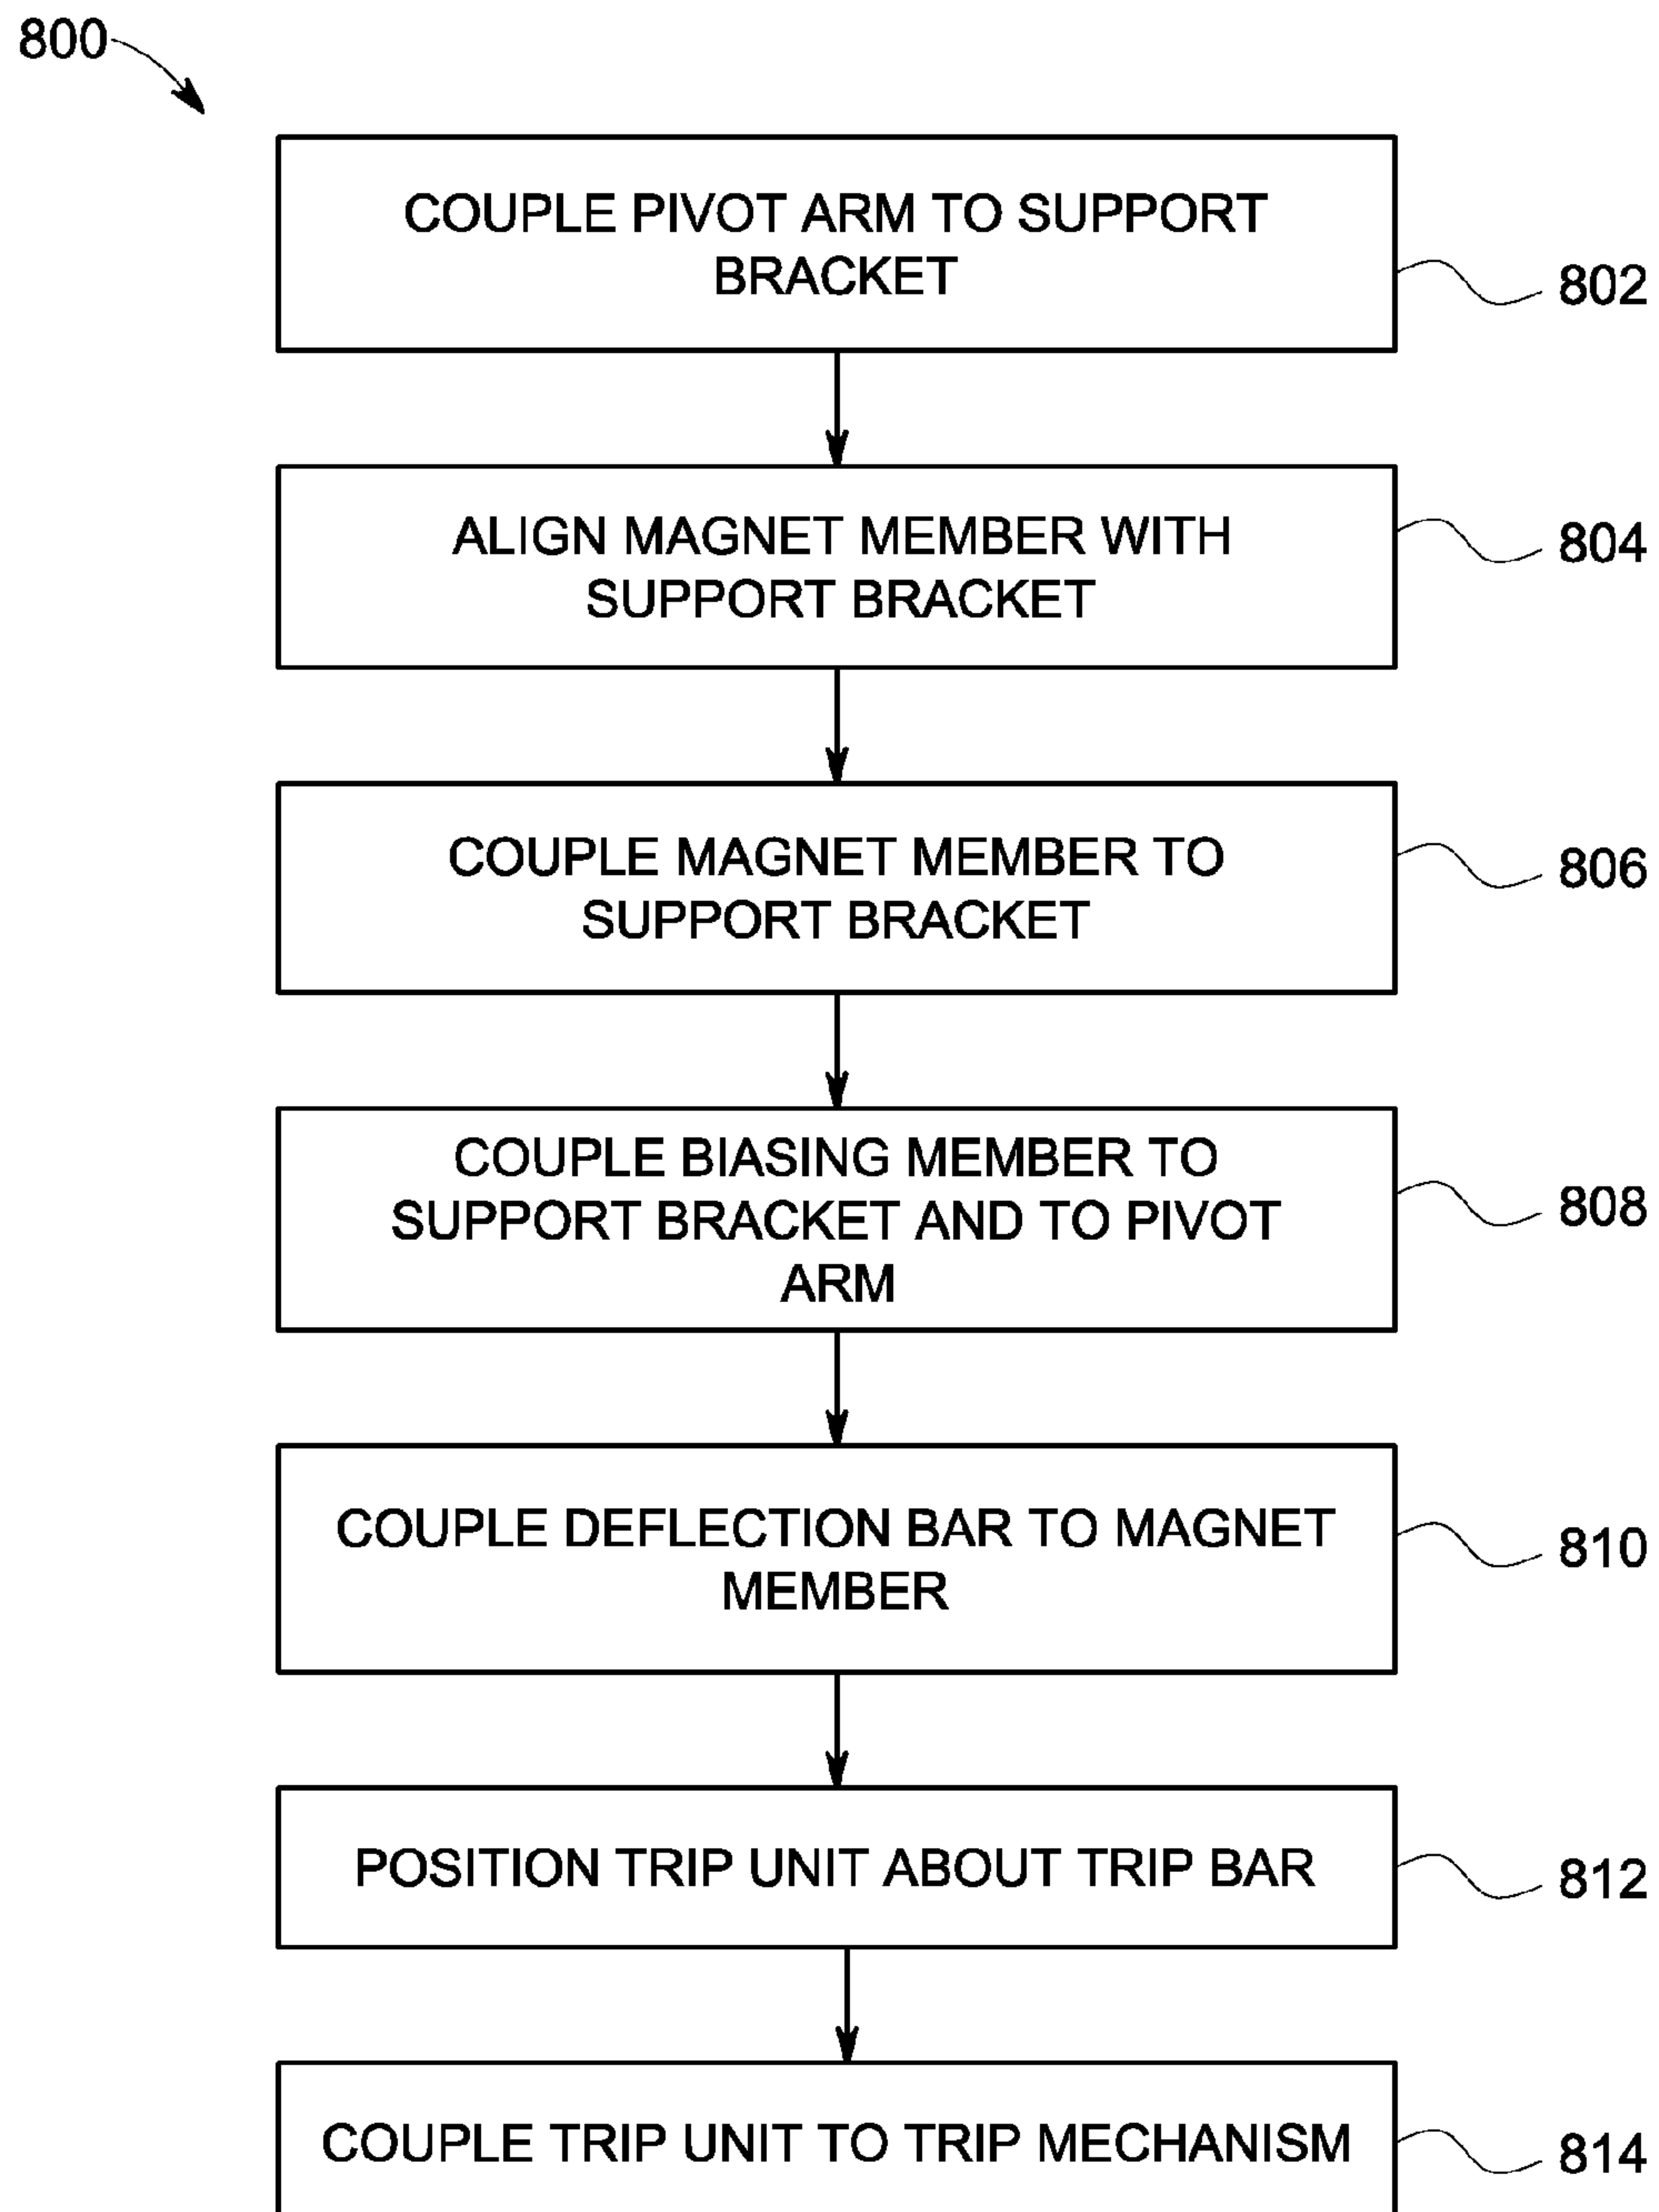 800
COUPLE PIVOT ARM TO SUPPORT
BRACKET
802
ALIGN MAGNET MEMBER WITH
SUPPORT BRACKET
804
COUPLE MAGNET MEMBER TO
SUPPORT BRACKET
806
COUPLE BIASING MEMBER TO
SUPPORT BRACKET AND TO PIVOT
ARM
808
COUPLE DEFLECTION BAR TO MAGNET
MEMBER
810
POSITION TRIP UNIT ABOUT TRIP BAR
812
COUPLE TRIP UNIT TO TRIP MECHANISM
814